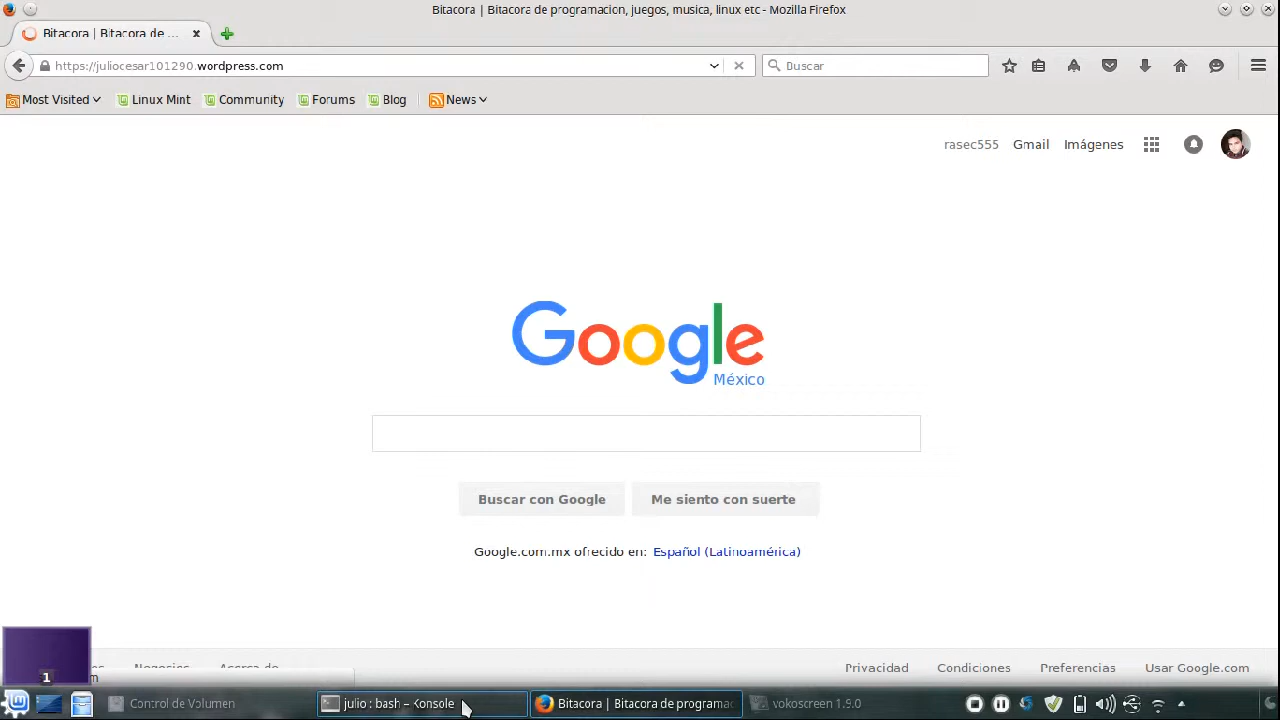 Bitacora | Bitacora de programacion, juegos, musica, linux etc - Mozilla Firefox
Bitacora | Bitacora de ...
https://juliocesar101290.wordpress.com
Buscar
Most Visited
Linux Mint
Community
Forums
Blog
News
rasec555 Gmail Imágenes
Google
México
Buscar con Google
Me siento con suerte
Google.com.mx ofrecido en: Español (Latinoamérica)
Negocios Acerca de
Privacidad Condiciones Preferencias Usar Google.com
1
Control de Volumen
julio : bash – Konsole
Bitacora | Bitacora de programac
vokoscreen 1.9.0